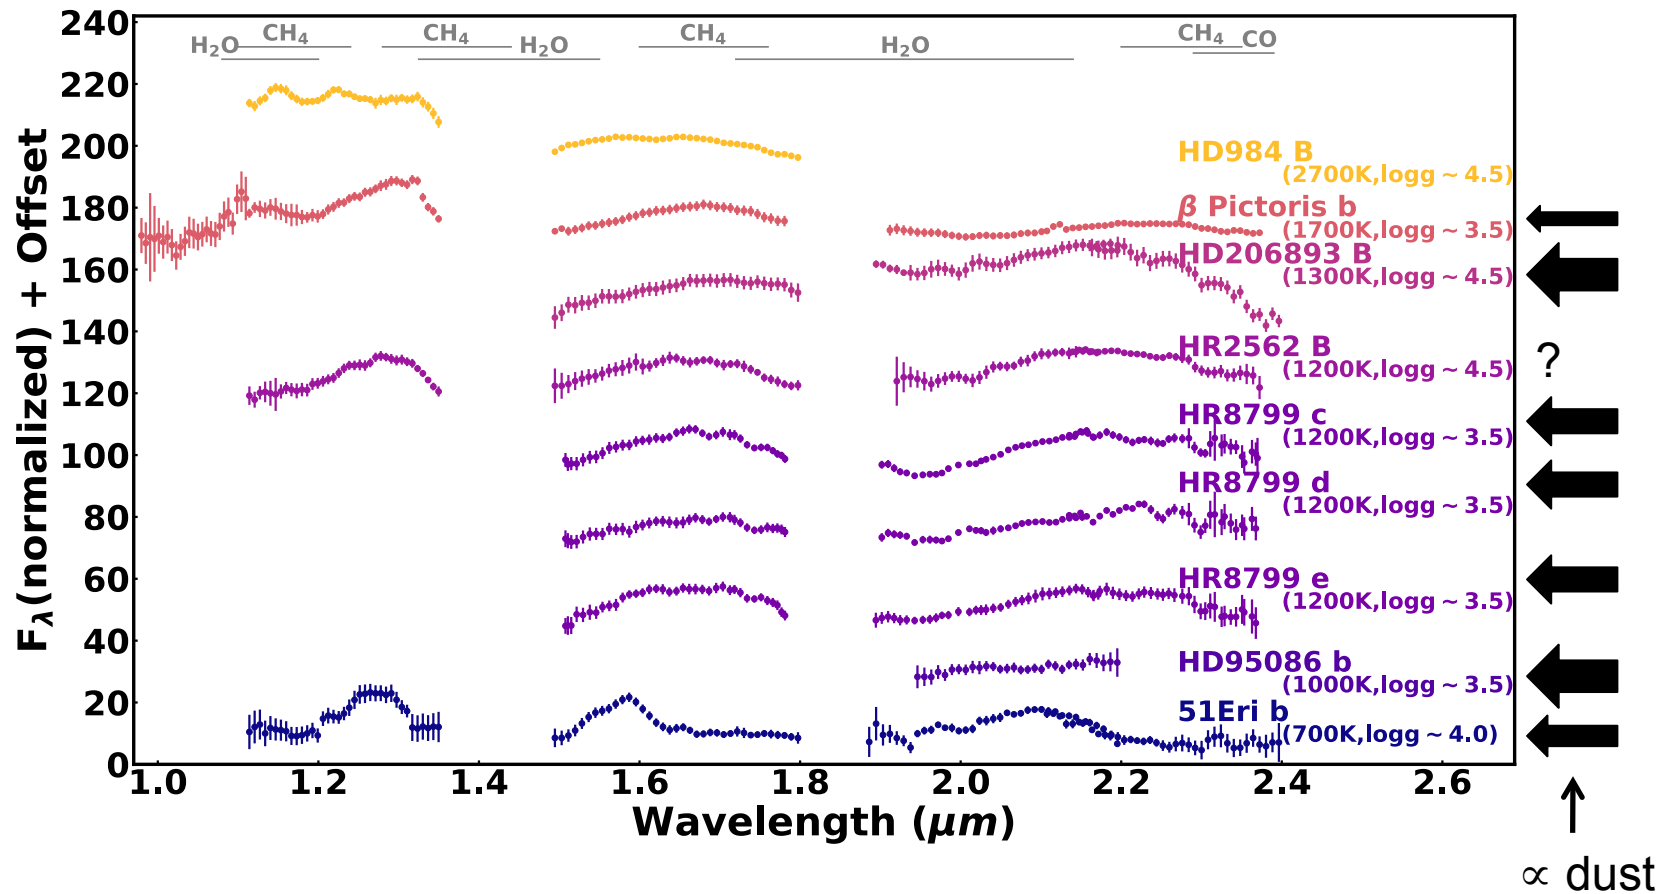 CH₄ CH₄ CH₄ CH₄
H₂O H₂O H₂O CO
240
220
200
180
160
140
120
100
80
60
40
20
0
F_λ(normalized) + Offset
HD984 B
(2700K,logg ~ 4.5)
β Pictoris b
(1700K,logg ~ 3.5)
HD206893 B
(1300K,logg ~ 4.5)
HR2562 B
(1200K,logg ~ 4.5)
?
HR8799 c
(1200K,logg ~ 3.5)
HR8799 d
(1200K,logg ~ 3.5)
HR8799 e
(1200K,logg ~ 3.5)
HD95086 b
(1000K,logg ~ 3.5)
51Eri b
(700K,logg ~ 4.0)
1.0 1.2 1.4 1.6 1.8 2.0 2.2 2.4 2.6
Wavelength (μm)
∝ dust